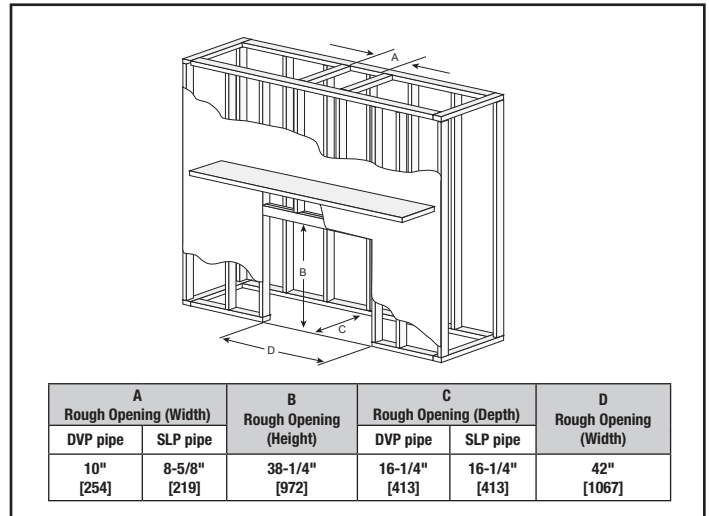 A
B
C
D
A B C D
Rough Opening (Width) Rough Opening (Height) Rough Opening (Depth) Rough Opening (Width)
DVP pipe SLP pipe DVP pipe SLP pipe
10" 8-5/8" 38-1/4" 16-1/4" 16-1/4" 42"
[254] [219] [972] [413] [413] [1067]